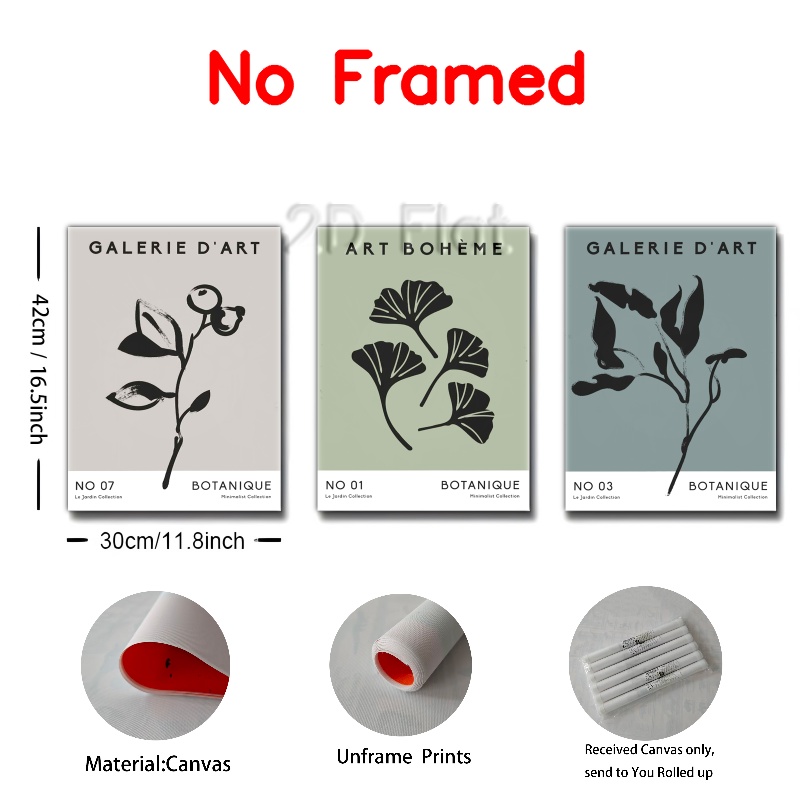 No Framed
2D Flat
GALERIE D'ART
ART BOHÈME
GALERIE D'ART
42cm / 16.5inch
NO 07 BOTANIQUE
Le Jardin Collection Minimalist Collection
NO 01 BOTANIQUE
Le Jardin Collection Minimalist Collection
NO 03 BOTANIQUE
Le Jardin Collection Minimalist Collection
30cm/11.8inch
Material:Canvas
Unframe Prints
Received Canvas only,
send to You Rolled up